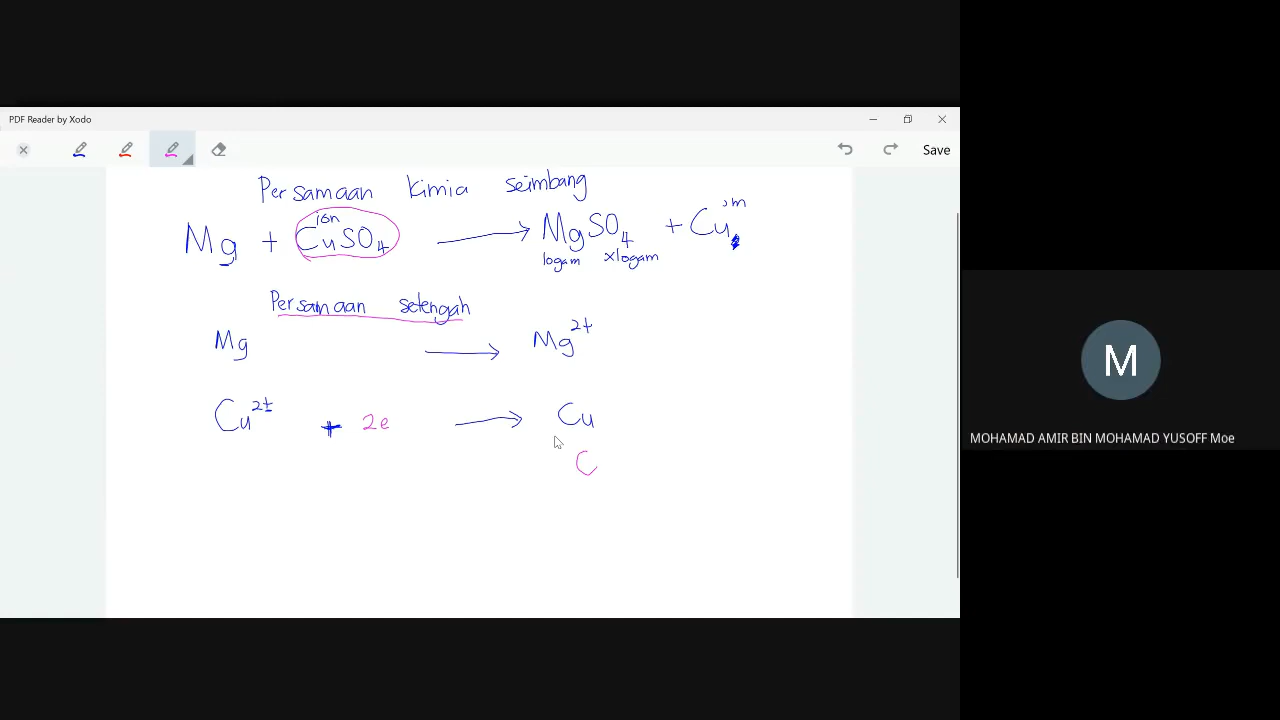 PDF Reader by Xodo
Save
Persamaan kimia seimbang
ion
Mg + CuSO4 → MgSO4 + Cu
logam xlogam
Persamaan setengah
Mg → Mg2+
Cu2+ + 2e → Cu
C
M
MOHAMAD AMIR BIN MOHAMAD YUSOFF Moe